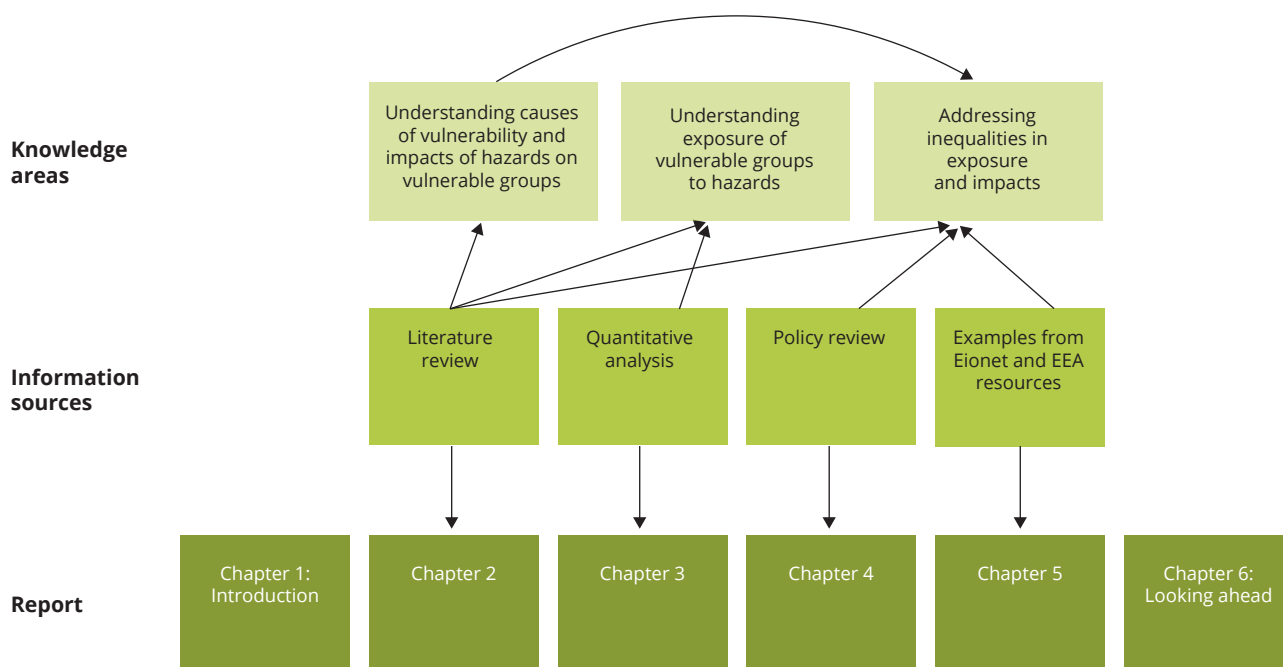 Knowledge
areas
Understanding causes
of vulnerability and
impacts of hazards on
vulnerable groups
Understanding
exposure of
vulnerable groups
to hazards
Addressing
inequalities in
exposure
and impacts
Information
sources
Literature
review
Quantitative
analysis
Policy review
Examples from
Eionet and EEA
resources
Report
Chapter 1:
Introduction
Chapter 2
Chapter 3
Chapter 4
Chapter 5
Chapter 6:
Looking ahead